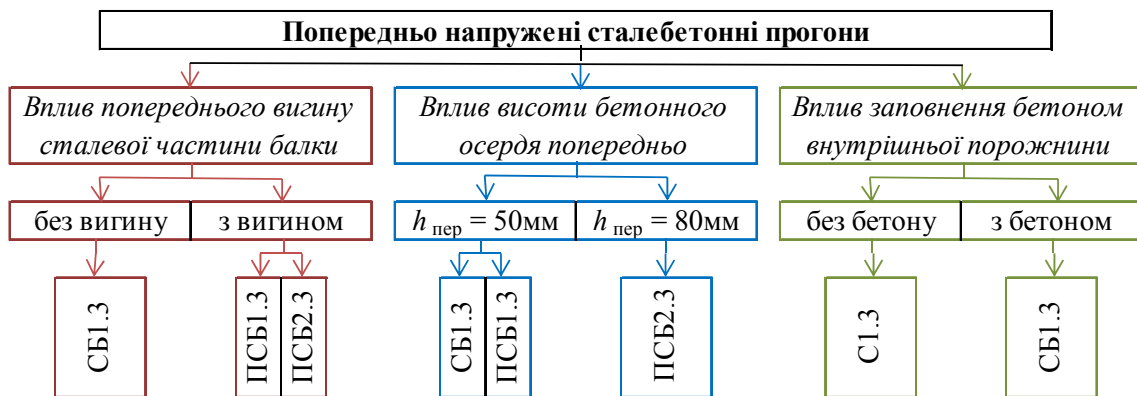 Попередньо напружені сталебетонні прогони
Вплив попереднього вигину
сталевої частини балки
Вплив висоти бетонного
осердя попередньо
Вплив заповнення бетоном
внутрішньої порожнини
без вигину
з вигином
h пер = 50мм
h пер = 80мм
без бетону
з бетоном
СБ1.3
ПСБ1.3
ПСБ2.3
СБ1.3
ПСБ1.3
ПСБ2.3
С1.3
СБ1.3